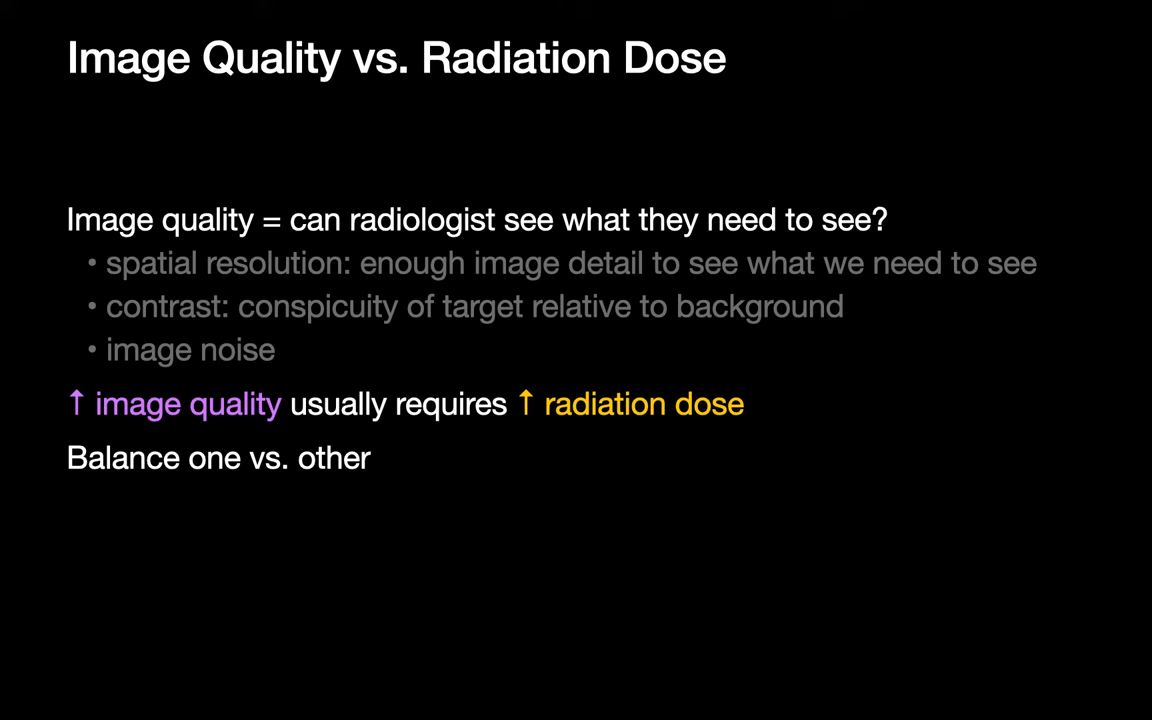 Image Quality vs. Radiation Dose
Image quality = can radiologist see what they need to see?
• spatial resolution: enough image detail to see what we need to see
• contrast: conspicuity of target relative to background
• image noise
↑ image quality usually requires ↑ radiation dose
Balance one vs. other